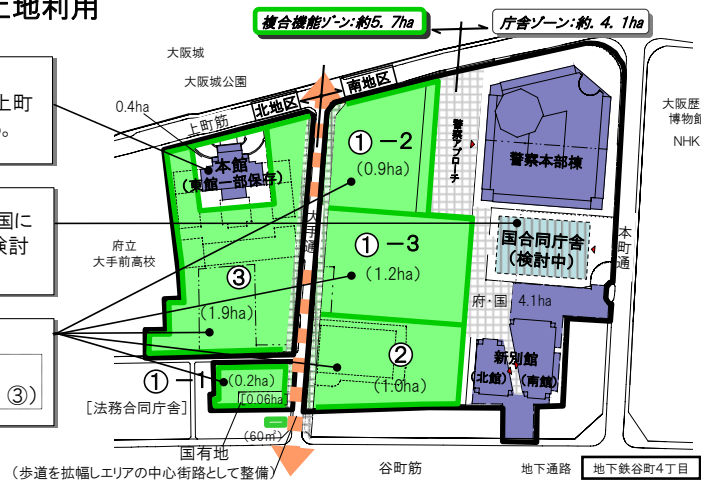 土地利用
複合機能ゾーン:約5.7ha
庁舎ゾーン:約.4.1ha
大阪城
大阪城公園
上町
国に
検討
③)
0.4ha
上町筋
北地区
南地区
本館
(東館一部保存)
府立
大手前高校
大手通
③
(1.9ha)
①-2
(0.9ha)
①-3
(1.2ha)
②
(1.0ha)
①-1
(0.2ha)
[0.06ha]
[法務合同庁舎]
国有地
(60㎡)
(歩道を拡幅しエリアの中心街路として整備)
警察アプローチ
警察本部棟
国合同庁舎
(検討中)
府・国 4.1ha
新別館
(北館)
(南館)
本町通
大阪歴
博物館
NHK
谷町筋
地下通路
地下鉄谷町4丁目